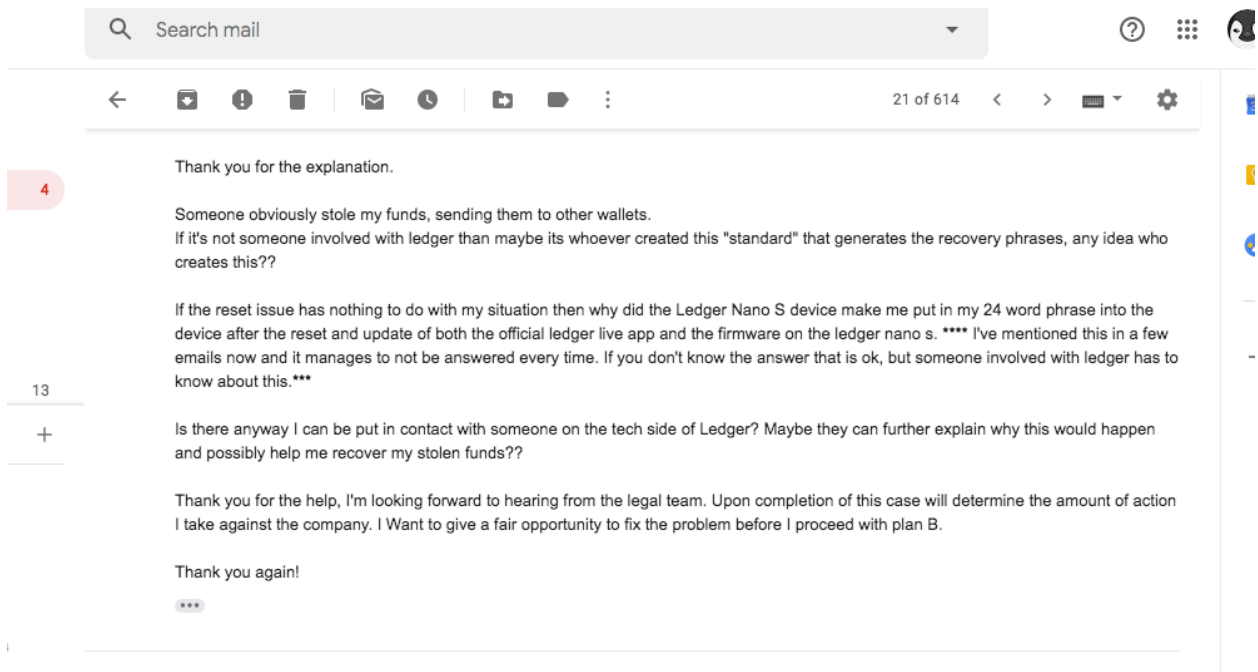 Search mail
21 of 614
Thank you for the explanation.
4
Someone obviously stole my funds, sending them to other wallets.
If it's not someone involved with ledger than maybe its whoever created this "standard" that generates the recovery phrases, any idea who
creates this??
If the reset issue has nothing to do with my situation then why did the Ledger Nano S device make me put in my 24 word phrase into the
device after the reset and update of both the official ledger live app and the firmware on the ledger nano s. **** I've mentioned this in a few
emails now and it manages to not be answered every time. If you don't know the answer that is ok, but someone involved with ledger has to
know about this.***
13
Is there anyway I can be put in contact with someone on the tech side of Ledger? Maybe they can further explain why this would happen
and possibly help me recover my stolen funds??
Thank you for the help, I'm looking forward to hearing from the legal team. Upon completion of this case will determine the amount of action
I take against the company. I Want to give a fair opportunity to fix the problem before I proceed with plan B.
Thank you again!